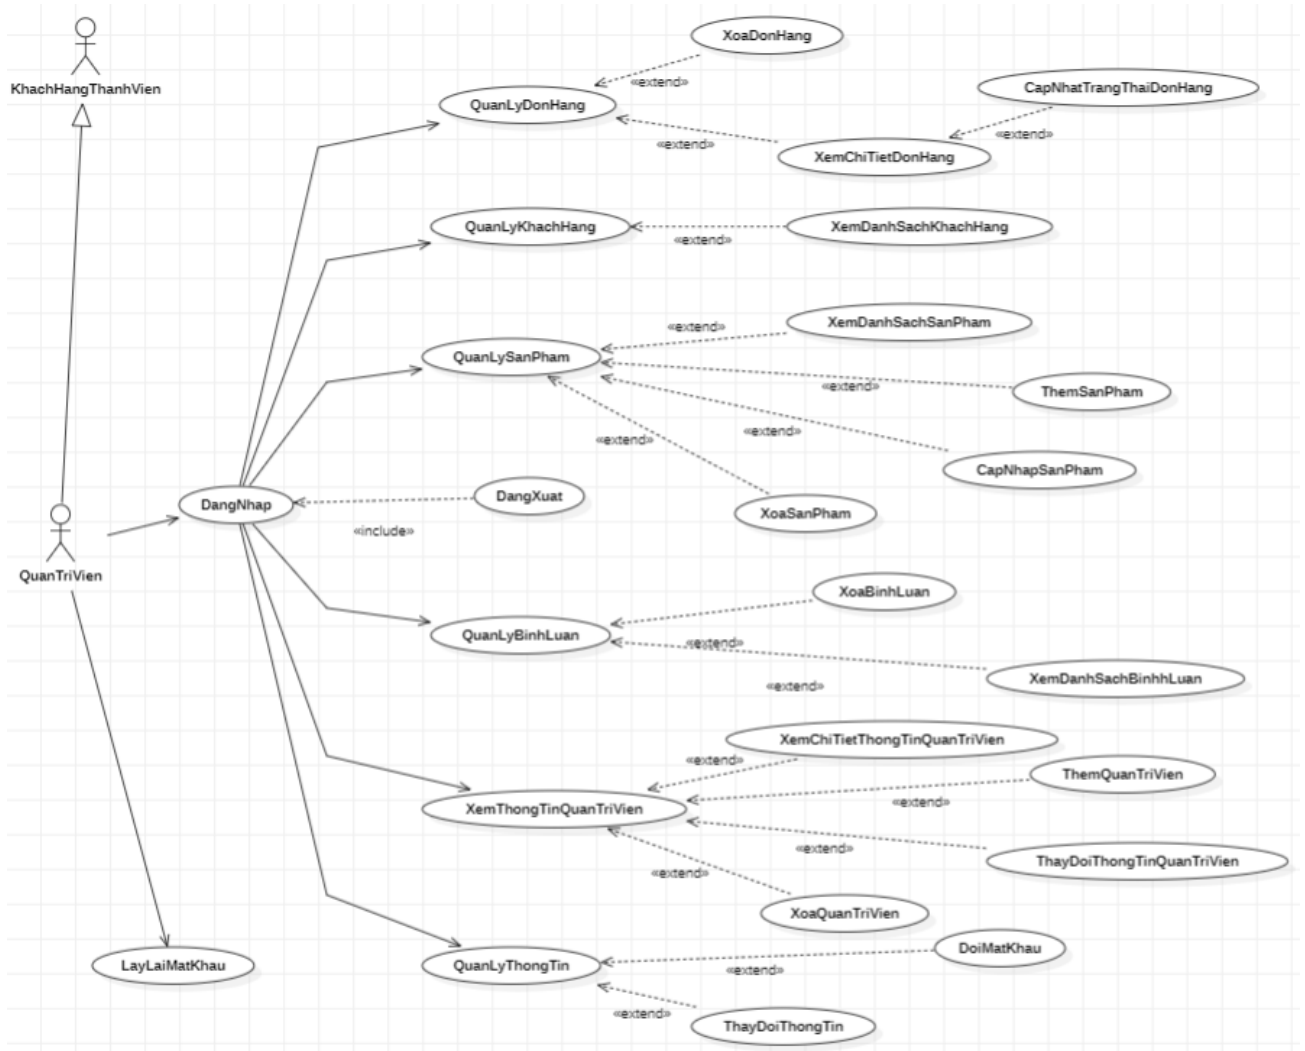 XoaDonHang
KhachHangThanhVien
«extend»
CapNhatTrangThaiDonHang
QuanLyDonHang
«extend»
«extend»
XemChiTietDonHang
QuanLyKhachHang
XemDanhSachKhachHang
«extend»
XemDanhSachSanPham
«extend»
QuanLySanPham
«extend»
ThemSanPham
«extend»
«extend»
CapNhapSanPham
DangNhap
DangXuat
XoaSanPham
«include»
QuanTriVien
XoaBinhLuan
QuanLyBinhLuan
«extend»
XemDanhSachBinhhLuan
«extend»
XemChiTietThongTinQuanTriVien
«extend»
ThemQuanTriVien
XemThongTinQuanTriVien
«extend»
«extend»
ThayDoiThongTinQuanTriVien
«extend»
XoaQuanTriVien
DoiMatKhau
LayLaiMatKhau
QuanLyThongTin
«extend»
«extend»
ThayDoiThongTin